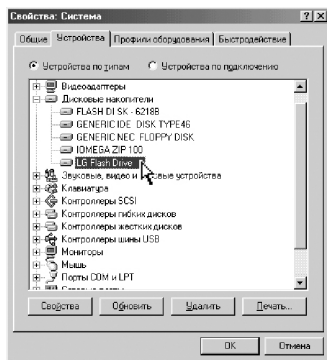 Свойства: Система
Общие Устройства Профили оборудования Быстродействие
Устройства по типам Устройства по подключению
Видеоадаптеры
Дисковые накопители
FLASH DI SK - 6218B
GENERIC IDE DISK TYPE46
GENERIC NEC FLOPPY DISK
IOMEGA ZIP 100
LG Flash Drive
Звуковые, видео и игровые устройства
Клавиатура
Контроллеры SCSI
Контроллеры гибких дисков
Контроллеры жестких дисков
Контроллеры шины USB
Мониторы
Мышь
Порты COM и LPT
Свойства Обновить Удалить Печать...
OK Отмена